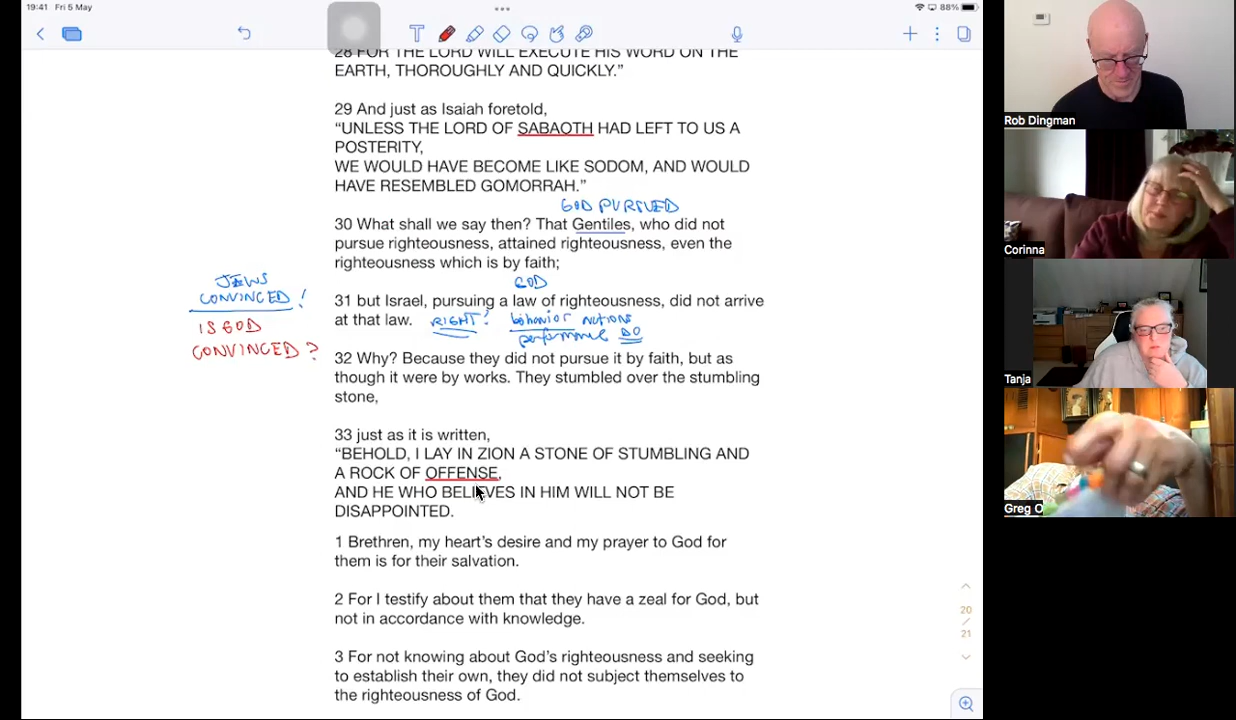 19:41 Fri 5 May
88%
28 FOR THE LORD WILL EXECUTE HIS WORD ON THE
EARTH, THOROUGHLY AND QUICKLY.”
29 And just as Isaiah foretold,
“UNLESS THE LORD OF SABAOTH HAD LEFT TO US A
POSTERITY,
WE WOULD HAVE BECOME LIKE SODOM, AND WOULD
HAVE RESEMBLED GOMORRAH.”
GOD PURSUED
30 What shall we say then? That Gentiles, who did not
pursue righteousness, attained righteousness, even the
righteousness which is by faith;
JEWS
CONVINCED!
IS GOD
CONVINCED?
GOD
31 but Israel, pursuing a law of righteousness, did not arrive
at that law.
RIGHT! behavior actions
performance DO
32 Why? Because they did not pursue it by faith, but as
though it were by works. They stumbled over the stumbling
stone,
33 just as it is written,
“BEHOLD, I LAY IN ZION A STONE OF STUMBLING AND
A ROCK OF OFFENSE,
AND HE WHO BELIEVES IN HIM WILL NOT BE
DISAPPOINTED.
1 Brethren, my heart’s desire and my prayer to God for
them is for their salvation.
2 For I testify about them that they have a zeal for God, but
not in accordance with knowledge.
3 For not knowing about God’s righteousness and seeking
to establish their own, they did not subject themselves to
the righteousness of God.
20
/
21
Rob Dingman
Corinna
Tanja
Greg O